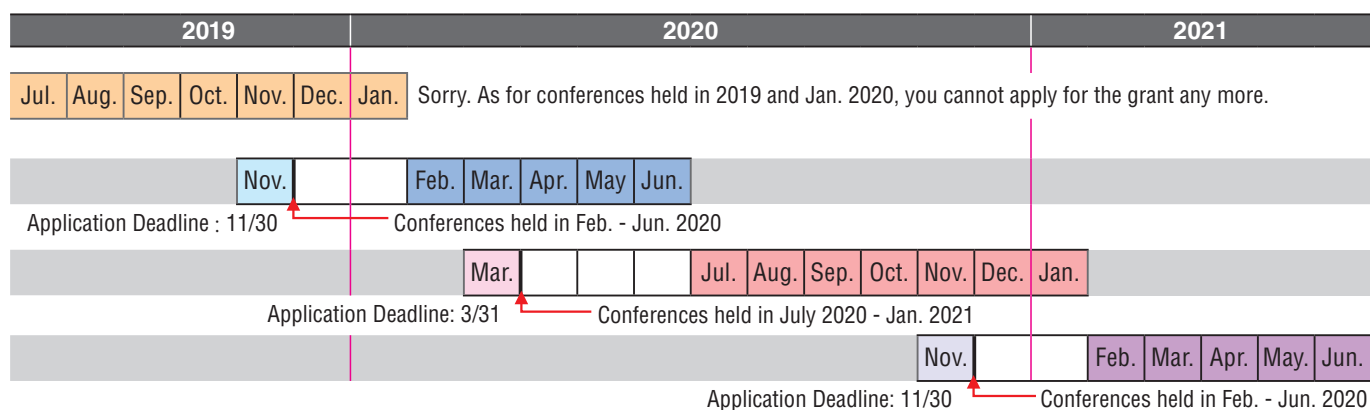 2019 2020 2021
Jul. Aug. Sep. Oct. Nov. Dec. Jan. Sorry. As for conferences held in 2019 and Jan. 2020, you cannot apply for the grant any more.
Nov. Feb. Mar. Apr. May Jun.
Application Deadline : 11/30 Conferences held in Feb. - Jun. 2020
Mar. Jul. Aug. Sep. Oct. Nov. Dec. Jan.
Application Deadline: 3/31 Conferences held in July 2020 - Jan. 2021
Nov. Feb. Mar. Apr. May. Jun.
Application Deadline: 11/30 Conferences held in Feb. - Jun. 2020